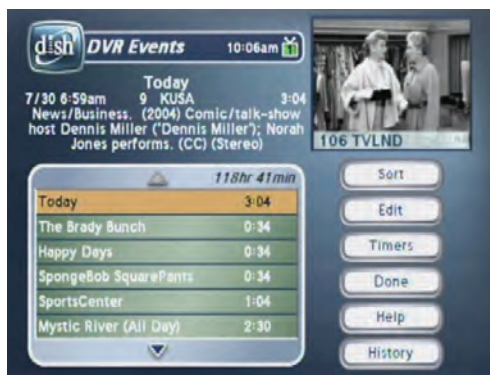 dish DVR Events 10:06am 1
Today
7/30 6:59am 9 KUSA 3:04
News/Business. (2004) Comic/talk-show
host Dennis Miller ("Dennis Miller"); Norah
Jones performs. (CC) (Stereo)
106 TVLND
118hr 41min
Today 3:04
The Brady Bunch 0:34
Happy Days 0:34
SpongeBob SquarePants 0:34
SportsCenter 1:04
Mystic River (All Day) 2:30
Sort
Edit
Timers
Done
Help
History